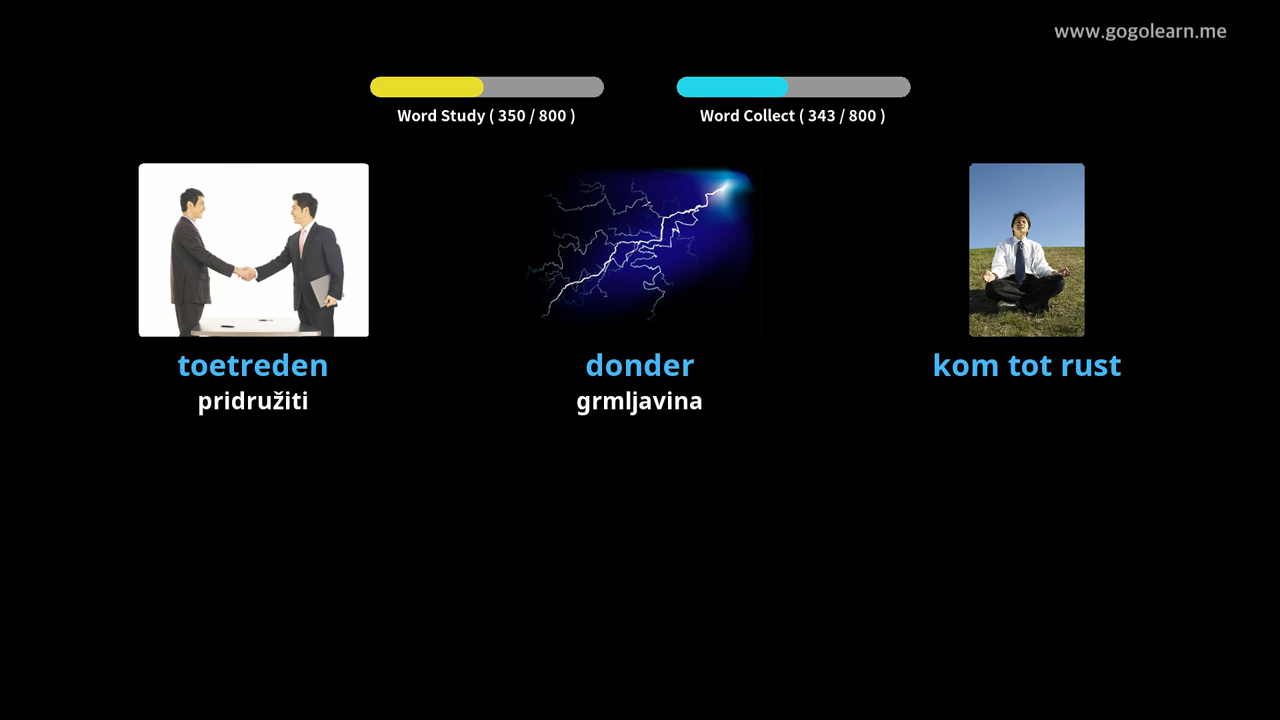 www.gogolearn.me
Word Study ( 350 / 800 )
Word Collect ( 343 / 800 )
toetreden
pridružiti
donder
grmljavina
kom tot rust